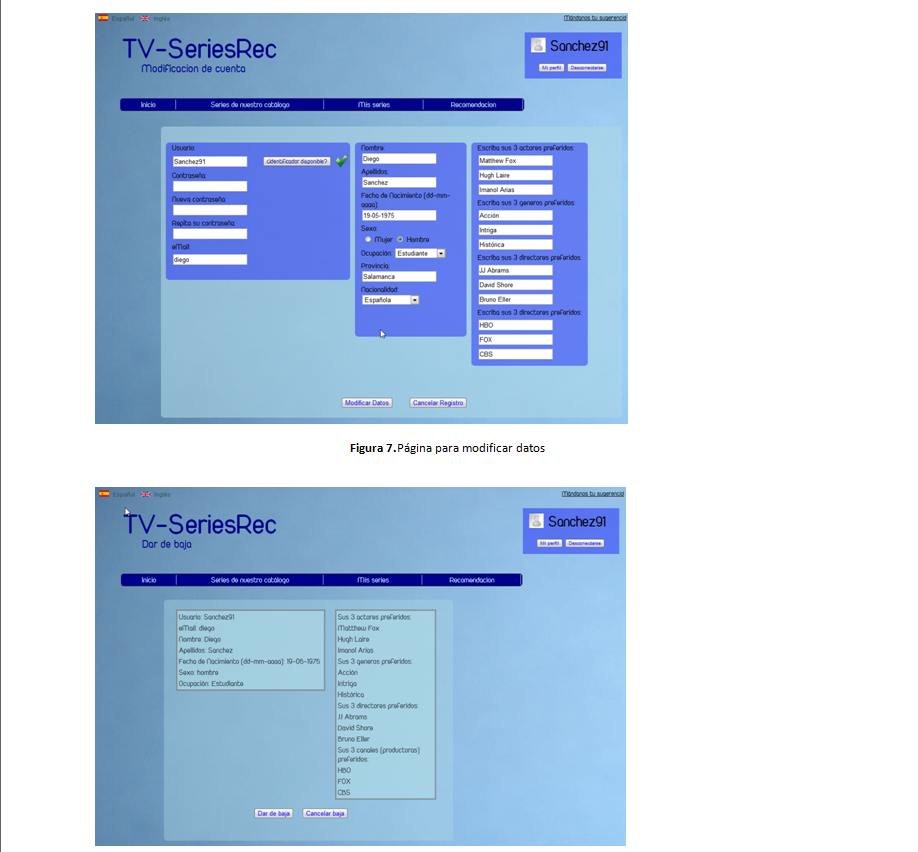 Español Inglés Mándanos tu sugerencia
TV-SeriesRec
Modificacion de cuenta
Sanchez91
Mi perfil Desconectarse
Inicio Series de nuestro catálogo Mis series Recomendacion
Usuario:
Sanchez91 ¿Identificador disponible?
Contraseña:
Nueva contraseña:
Repita su contraseña:
eMail:
diego
Nombre:
Diego
Apellidos:
Sanchez
Fecha de Nacimiento (dd-mm-
aaaa):
19-05-1975
Sexo:
Mujer Hombre
Ocupación: Estudiante
Provincia:
Salamanca
Nacionalidad:
Española
Escriba sus 3 actores preferidos:
Matthew Fox
Hugh Laire
Imanol Arias
Escriba sus 3 generos preferidos:
Acción
Intriga
Histórica
Escriba sus 3 directores preferidos:
JJ Abrams
David Shore
Bruno Eller
Escriba sus 3 directores preferidos:
HBO
FOX
CBS
Modificar Datos Cancelar Registro
Figura 7.Página para modificar datos
Español Inglés Mándanos tu sugerencia
TV-SeriesRec
Dar de baja
Sanchez91
Mi perfil Desconectarse
Inicio Series de nuestro catálogo Mis series Recomendacion
Usuario: Sanchez91
eMail: diego
Nombre: Diego
Apellidos: Sanchez
Fecha de Nacimiento (dd-mm-aaaa): 19-05-1975
Sexo: hombre
Ocupación: Estudiante
Sus 3 actores preferidos:
Matthew Fox
Hugh Laire
Imanol Arias
Sus 3 generos preferidos:
Acción
Intriga
Histórico
Sus 3 directores preferidos:
JJ Abrams
David Shore
Bruno Eller
Sus 3 canales (productoras)
preferidos:
HBO
FOX
CBS
Dar de baja Cancelar baja